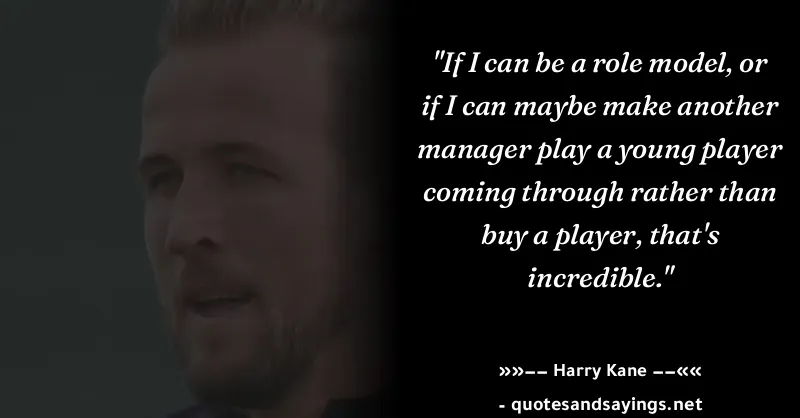 "If I can be a role model, or
if I can maybe make another
manager play a young player
coming through rather than
buy a player, that's
incredible."
»»−− Harry Kane −−««
- quotesandsayings.net